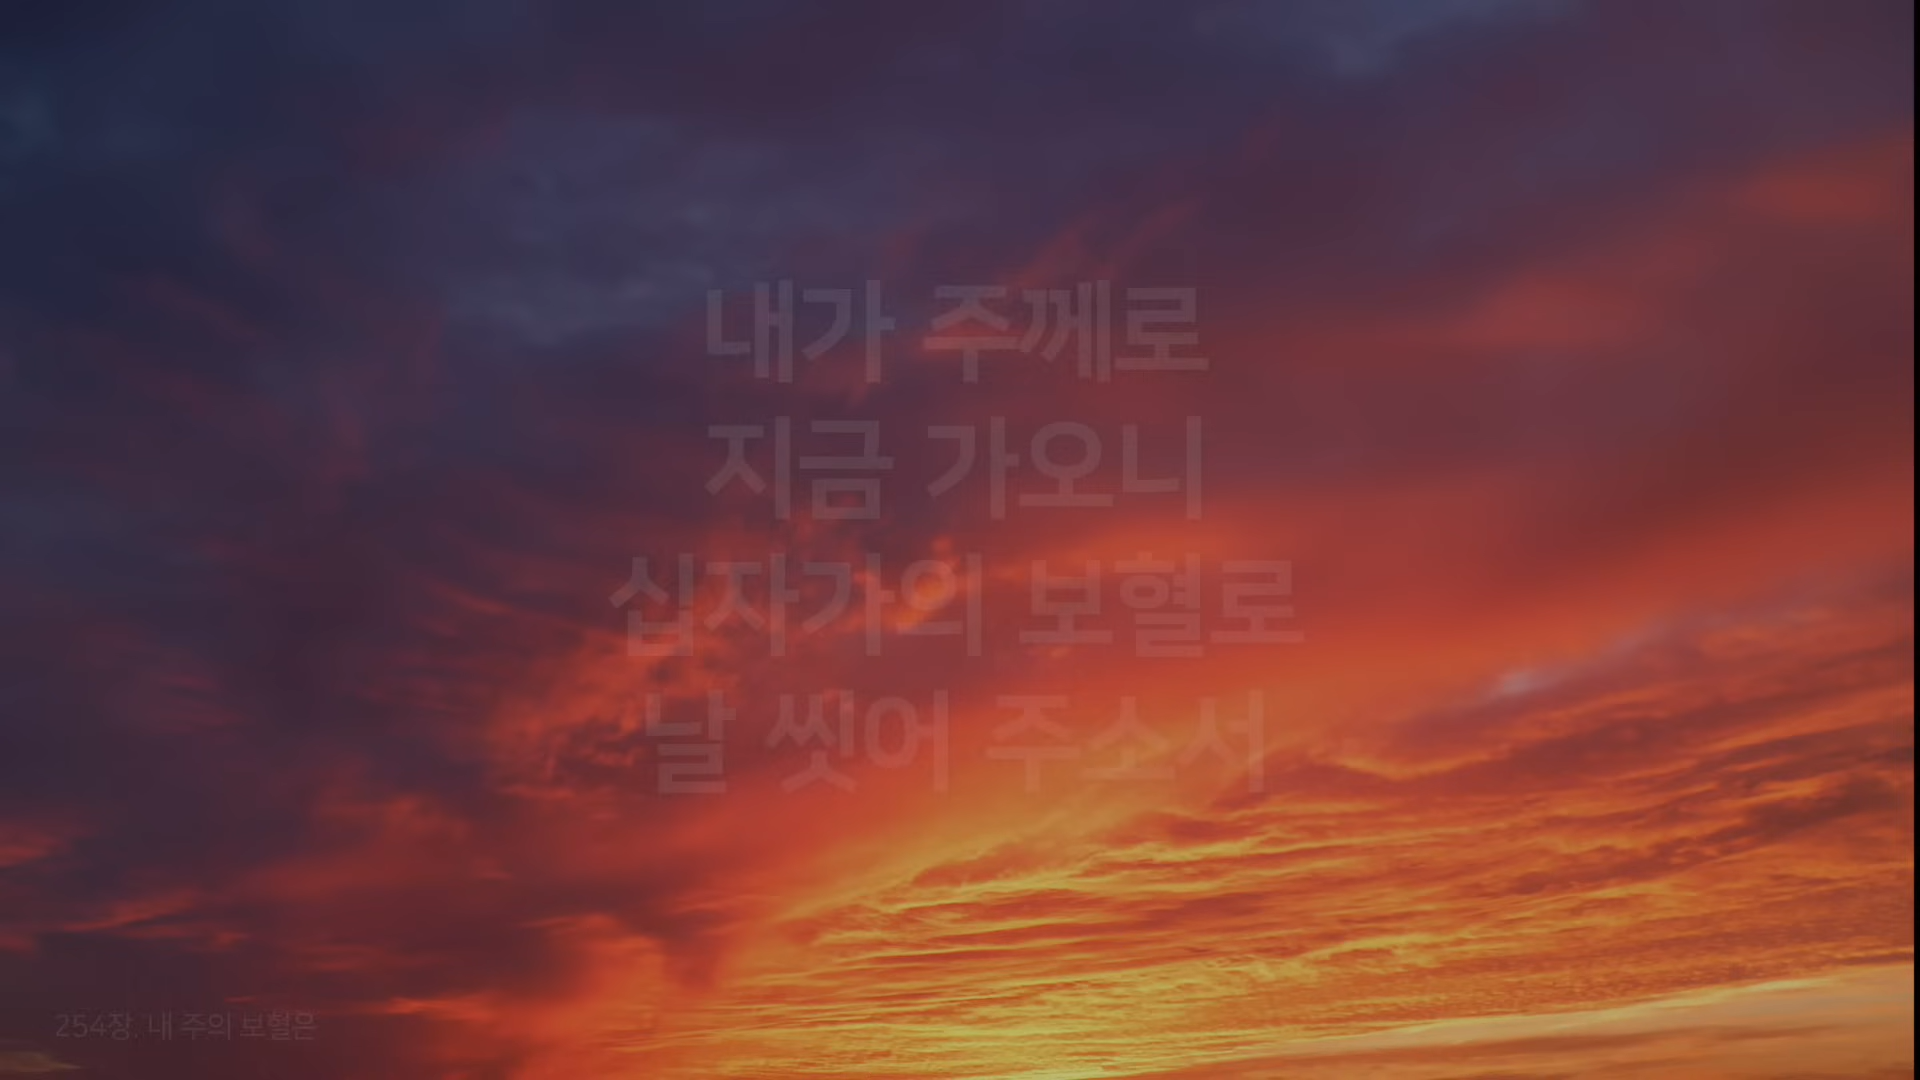 내가 주께로
지금 가오니
십자가의 보혈로
날 씻어 주소서
254장. 내 주의 보혈은